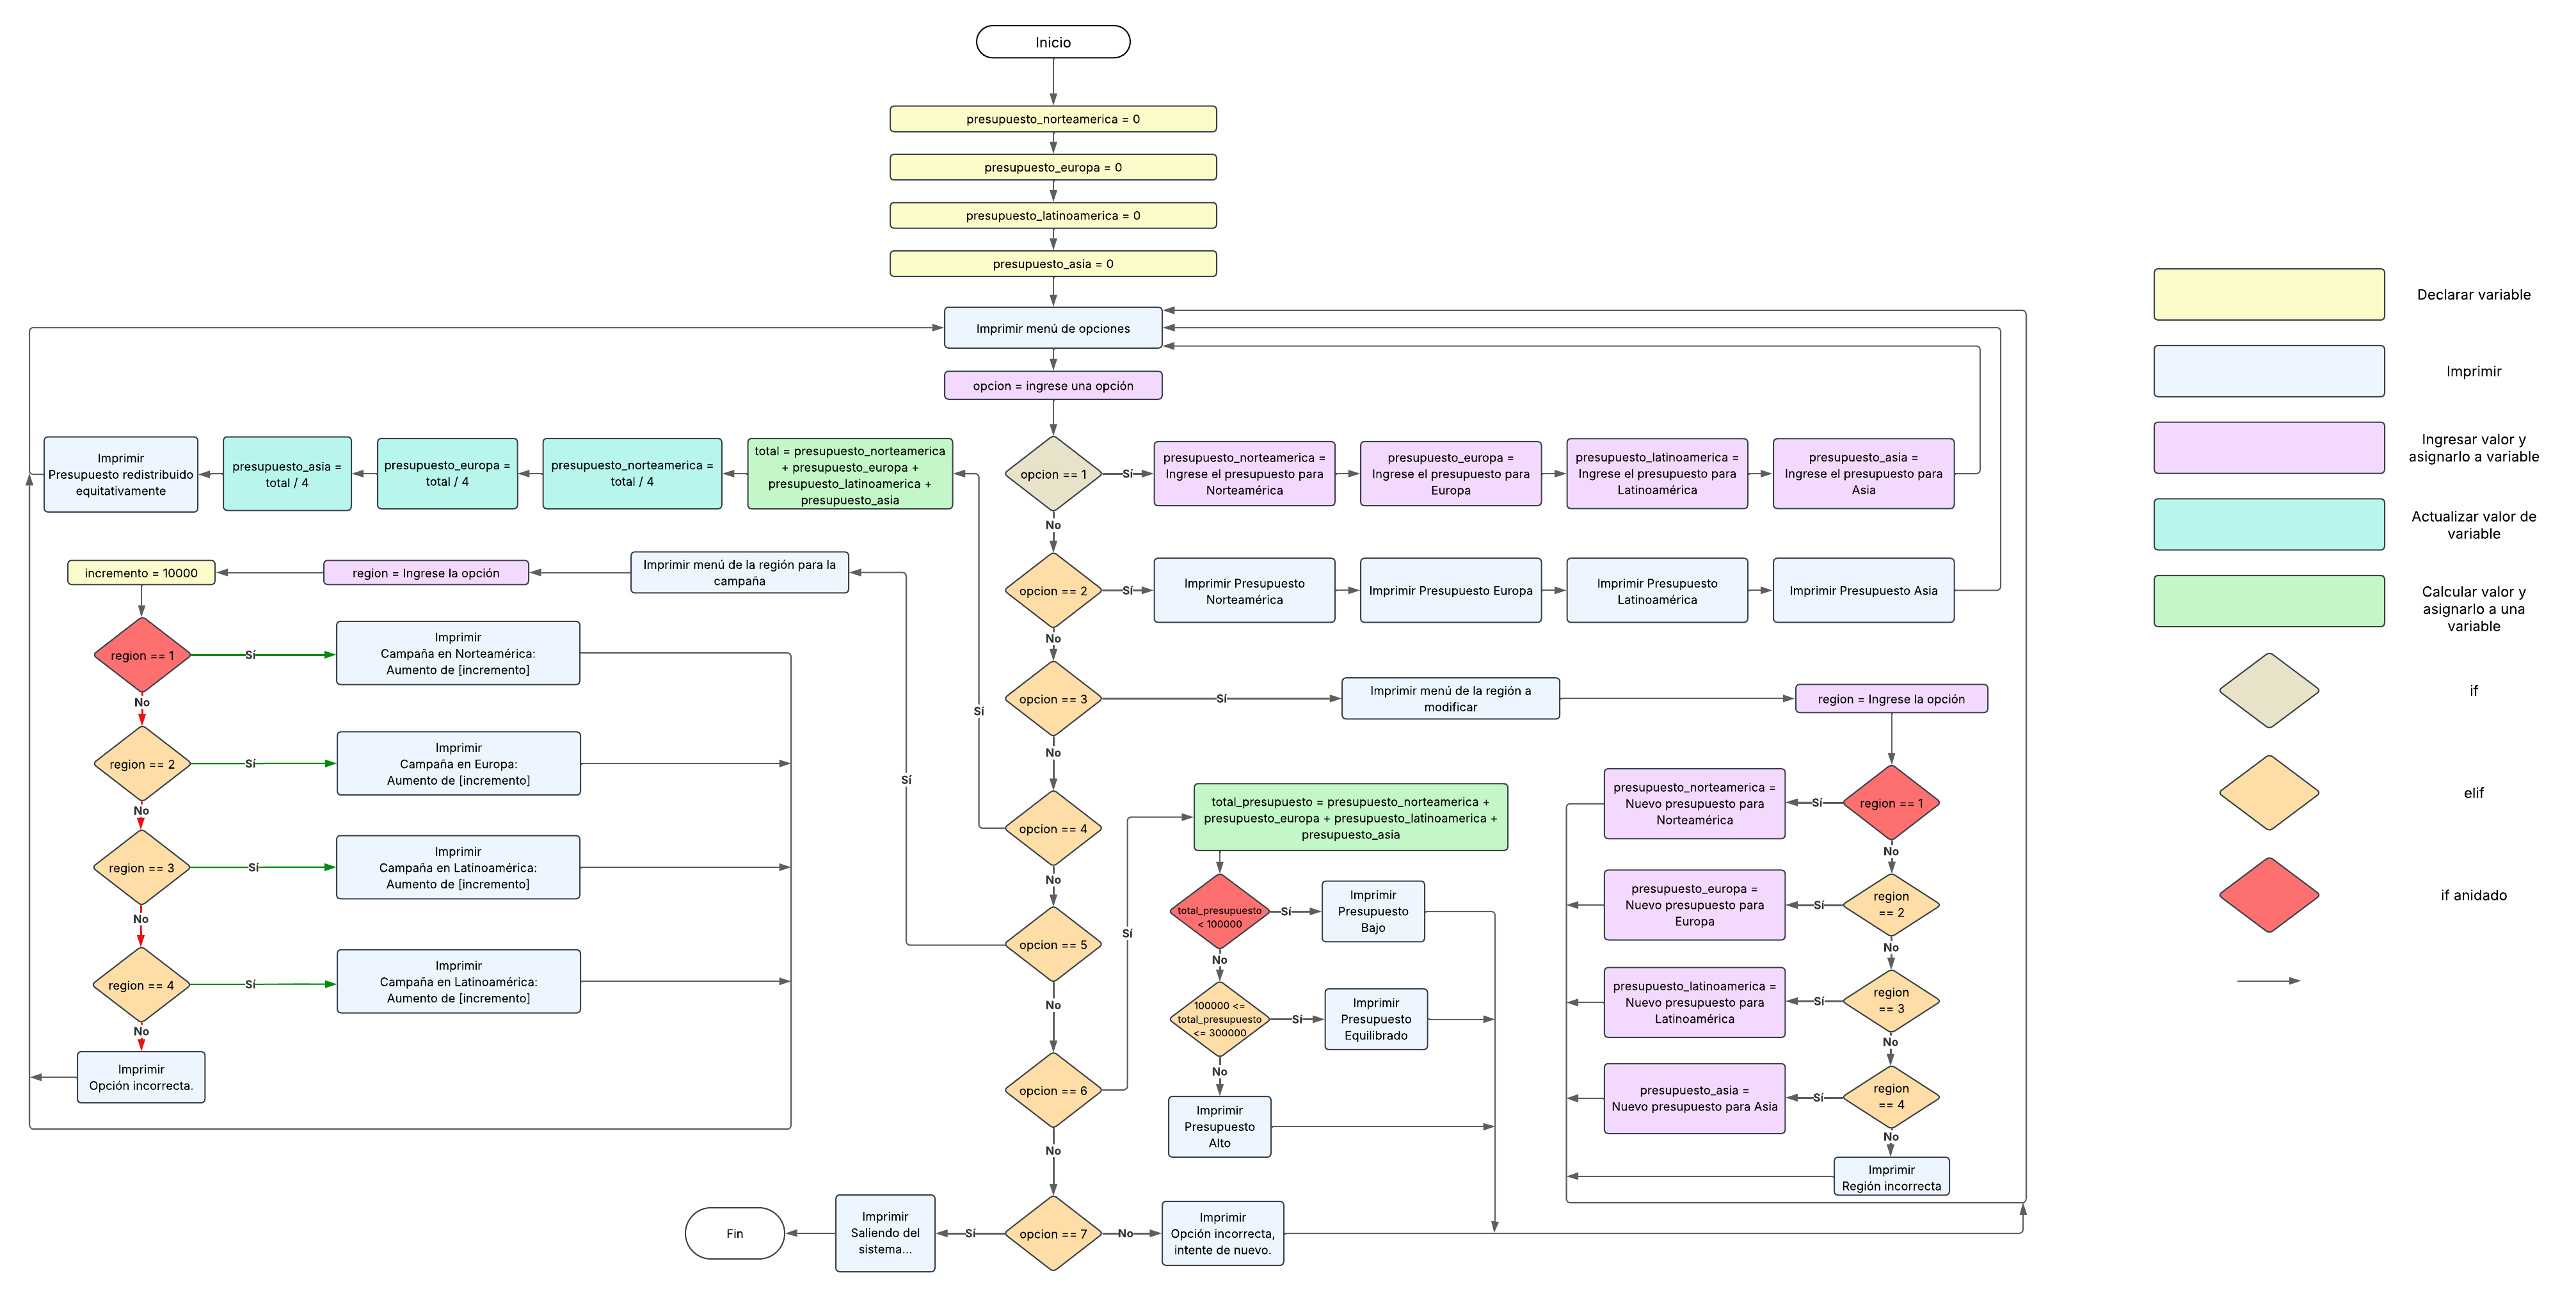 Inicio
presupuesto_norteamerica = 0
presupuesto_europa = 0
presupuesto_latinoamerica = 0
presupuesto_asia = 0
Imprimir menú de opciones
opcion = ingrese una opción
opcion == 1
Sí
presupuesto_norteamerica =
Ingrese el presupuesto para
Norteamérica
presupuesto_europa =
Ingrese el presupuesto para
Europa
presupuesto_latinoamerica =
Ingrese el presupuesto para
Latinoamérica
presupuesto_asia =
Ingrese el presupuesto para
Asia
No
opcion == 2
Sí
Imprimir Presupuesto
Norteamérica
Imprimir Presupuesto Europa
Imprimir Presupuesto
Latinoamérica
Imprimir Presupuesto Asia
No
opcion == 3
Sí
Imprimir menú de la región a
modificar
region = Ingrese la opción
region == 1
Sí
presupuesto_norteamerica =
Nuevo presupuesto para
Norteamérica
No
region
== 2
Sí
presupuesto_europa =
Nuevo presupuesto para
Europa
No
region
== 3
Sí
presupuesto_latinoamerica =
Nuevo presupuesto para
Latinoamérica
No
region
== 4
Sí
presupuesto_asia =
Nuevo presupuesto para Asia
No
Imprimir
Región incorrecta
No
opcion == 4
Sí
total = presupuesto_norteamerica
+ presupuesto_europa +
presupuesto_latinoamerica +
presupuesto_asia
presupuesto_norteamerica =
total / 4
presupuesto_europa =
total / 4
presupuesto_asia =
total / 4
Imprimir
Presupuesto redistribuido
equitativamente
No
opcion == 5
Sí
Imprimir menú de la región para la
campaña
region = Ingrese la opción
incremento = 10000
region == 1
Sí
Imprimir
Campaña en Norteamérica:
Aumento de [incremento]
No
region == 2
Sí
Imprimir
Campaña en Europa:
Aumento de [incremento]
No
region == 3
Sí
Imprimir
Campaña en Latinoamérica:
Aumento de [incremento]
No
region == 4
Sí
Imprimir
Campaña en Latinoamérica:
Aumento de [incremento]
No
Imprimir
Opción incorrecta.
No
opcion == 6
Sí
total_presupuesto = presupuesto_norteamerica +
presupuesto_europa + presupuesto_latinoamerica +
presupuesto_asia
total_presupuesto
< 100000
Sí
Imprimir
Presupuesto
Bajo
No
100000 <=
total_presupuesto
<= 300000
Sí
Imprimir
Presupuesto
Equilibrado
No
Imprimir
Presupuesto
Alto
No
opcion == 7
Sí
Imprimir
Saliendo del
sistema...
Fin
No
Imprimir
Opción incorrecta,
intente de nuevo.
Declarar variable
Imprimir
Ingresar valor y
asignarlo a variable
Actualizar valor de
variable
Calcular valor y
asignarlo a una
variable
if
elif
if anidado